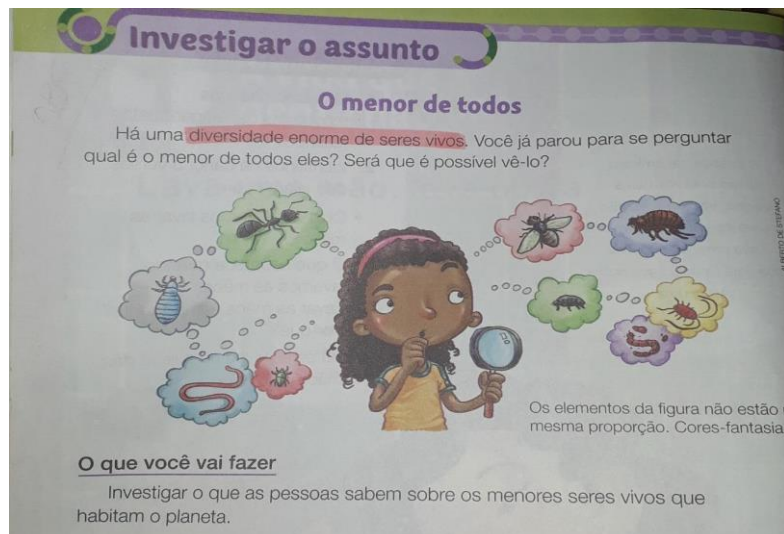 Investigar o assunto
O menor de todos
Há uma diversidade enorme de seres vivos. Você já parou para se perguntar
qual é o menor de todos eles? Será que é possível vê-lo?
Os elementos da figura não estão
mesma proporção. Cores-fantasia
O que você vai fazer
Investigar o que as pessoas sabem sobre os menores seres vivos que
habitam o planeta.